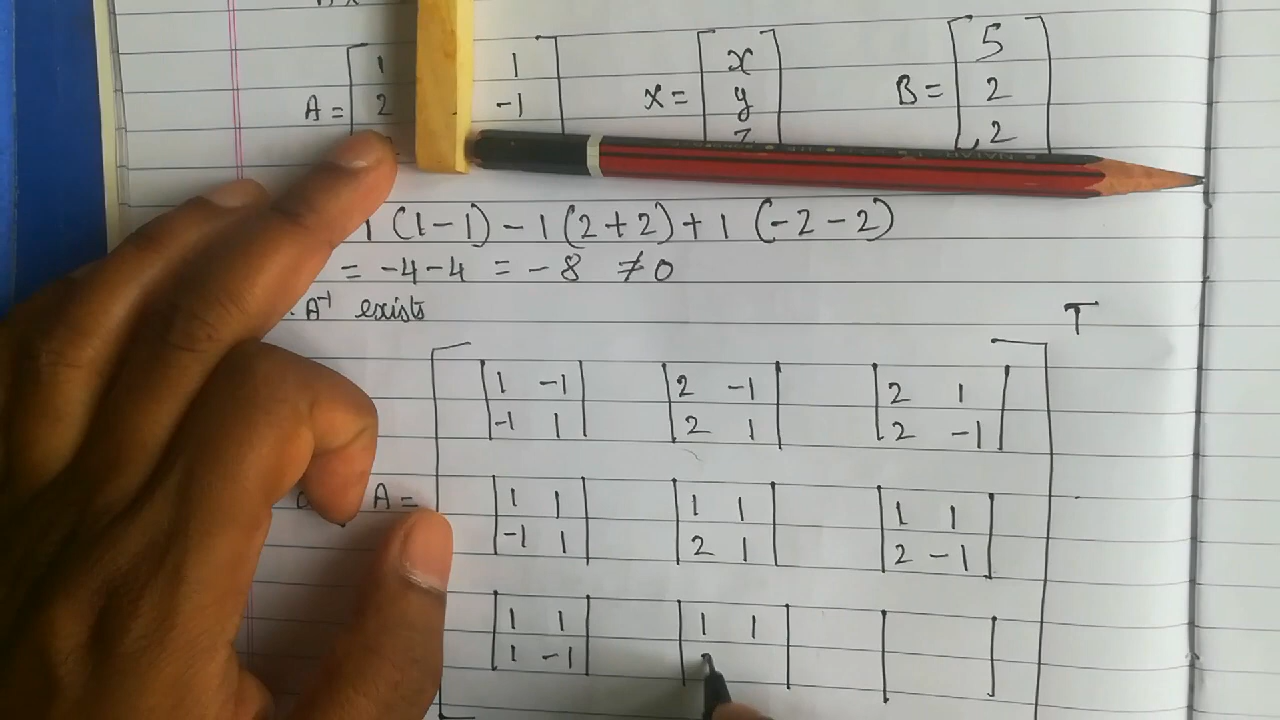 A = [ 1 1 X = [ x B = [ 5
2 -1 y 2
z ] 2 ]
1 (1-1) - 1 (2+2) + 1 (-2-2)
= -4-4 = -8 ≠0
A⁻¹ exists
T
| 1 -1 | | 2 -1 | | 2 1 |
| -1 1 | | 2 1 | | 2 -1 |
A = | 1 1 | | 1 1 | | 1 1 |
| -1 1 | | 2 1 | | 2 -1 |
| 1 1 | | 1 1 | | |
| 1 -1 | | | | |